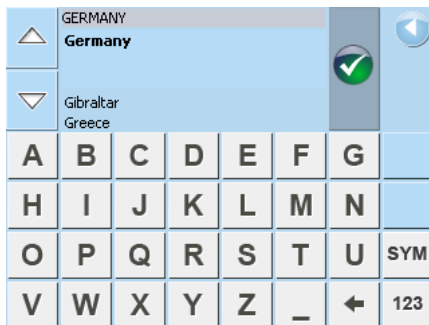 GERMANY
Germany
Gibraltar
Greece
A B C D E F G
H I J K L M N
O P Q R S T U SYM
V W X Y Z _ 123